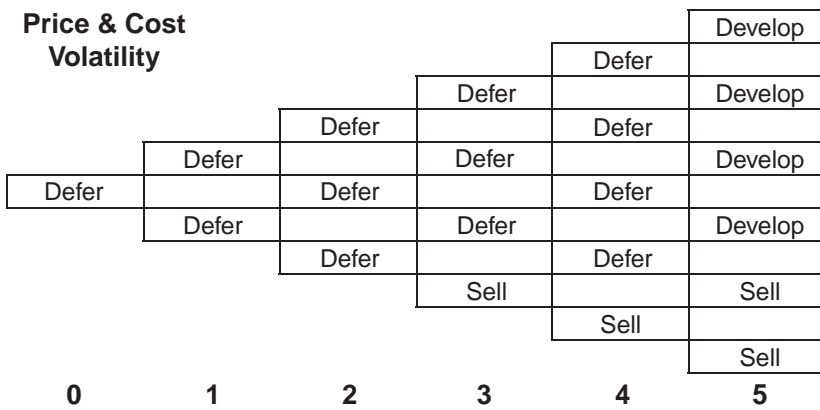 Price & Cost
Volatility
Develop
Defer
Defer Develop
Defer Defer
Defer Defer Develop
Defer Defer Defer
Defer Defer Develop
Defer Defer
Sell Sell
Sell
Sell
0 1 2 3 4 5